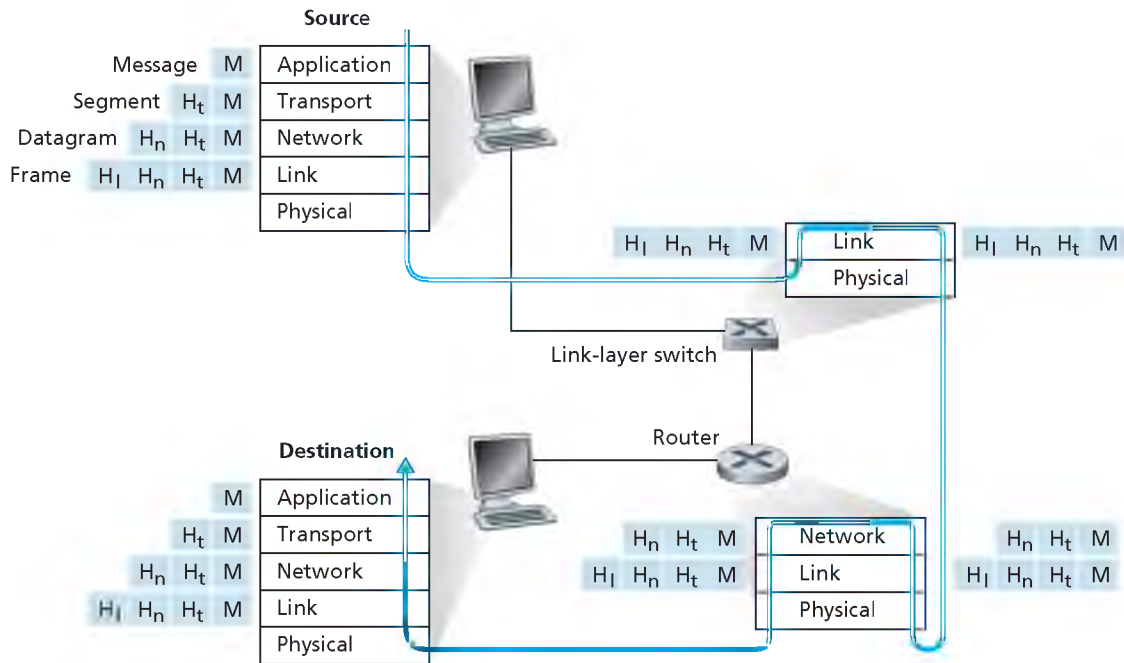 Source
Message M Application
Segment Ht M Transport
Datagram Hn Ht M Network
Frame Hl Hn Ht M Link
Physical
Hl Hn Ht M Link Hl Hn Ht M
Physical
Link-layer switch
Router
Destination
M Application
Ht M Transport
Hn Ht M Network
Hl Hn Ht M Link
Physical
Hn Ht M Network Hn Ht M
Hl Hn Ht M Link Hl Hn Ht M
Physical